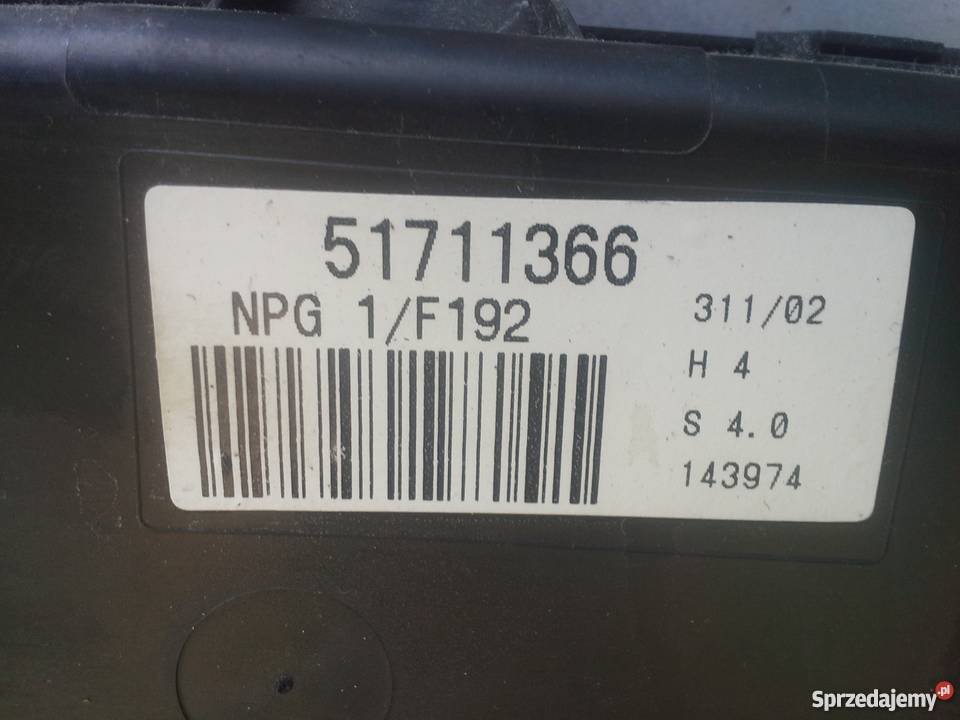 51711366
NPG 1/F192
311/02
H 4
S 4.0
143974
Sprzedajemy.pl